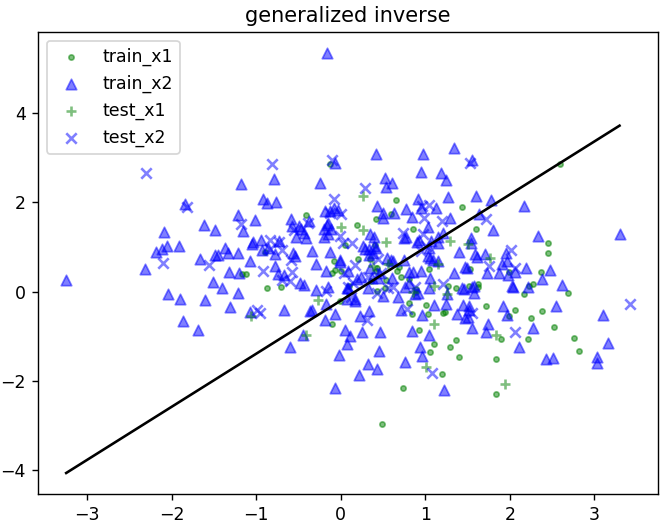 generalized inverse
train_x1
train_x2
test_x1
test_x2
4
2
0
−2
−4
−3 −2 −1 0 1 2 3